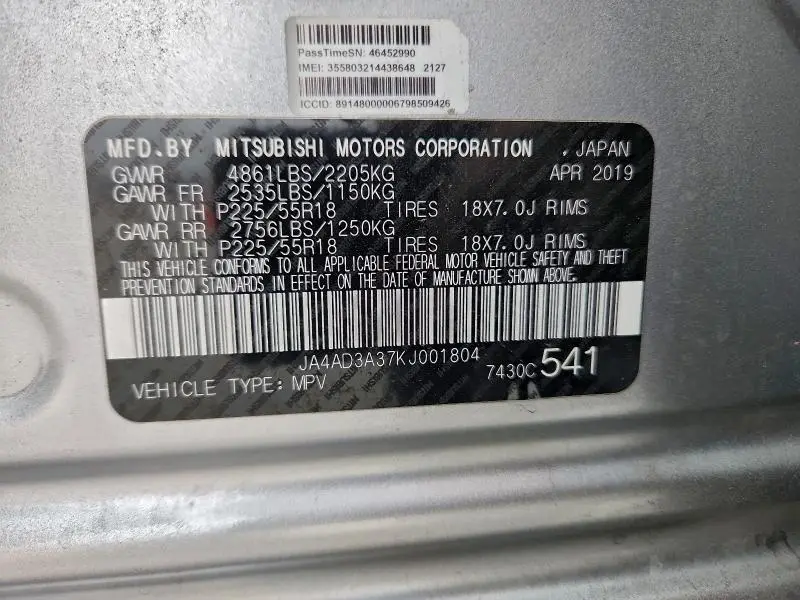 PassTimeSN: 46452990
IMEI: 355803214438648 2127
ICCID: 89148000006798509426
MFD.BY MITSUBISHI MOTORS CORPORATION . JAPAN
GVWR 4861LBS/2205KG APR 2019
GAWR FR 2535LBS/1150KG
WITH P225/55R18 TIRES 18X7.0J RIMS
GAWR RR 2756LBS/1250KG
WITH P225/55R18 TIRES 18X7.0J RIMS
THIS VEHICLE CONFORMS TO ALL APPLICABLE FEDERAL MOTOR VEHICLE SAFETY AND THEFT
PREVENTION STANDARDS IN EFFECT ON THE DATE OF MANUFACTURE SHOWN ABOVE.
JA4AD3A37KJ001804
VEHICLE TYPE: MPV 7430C 541